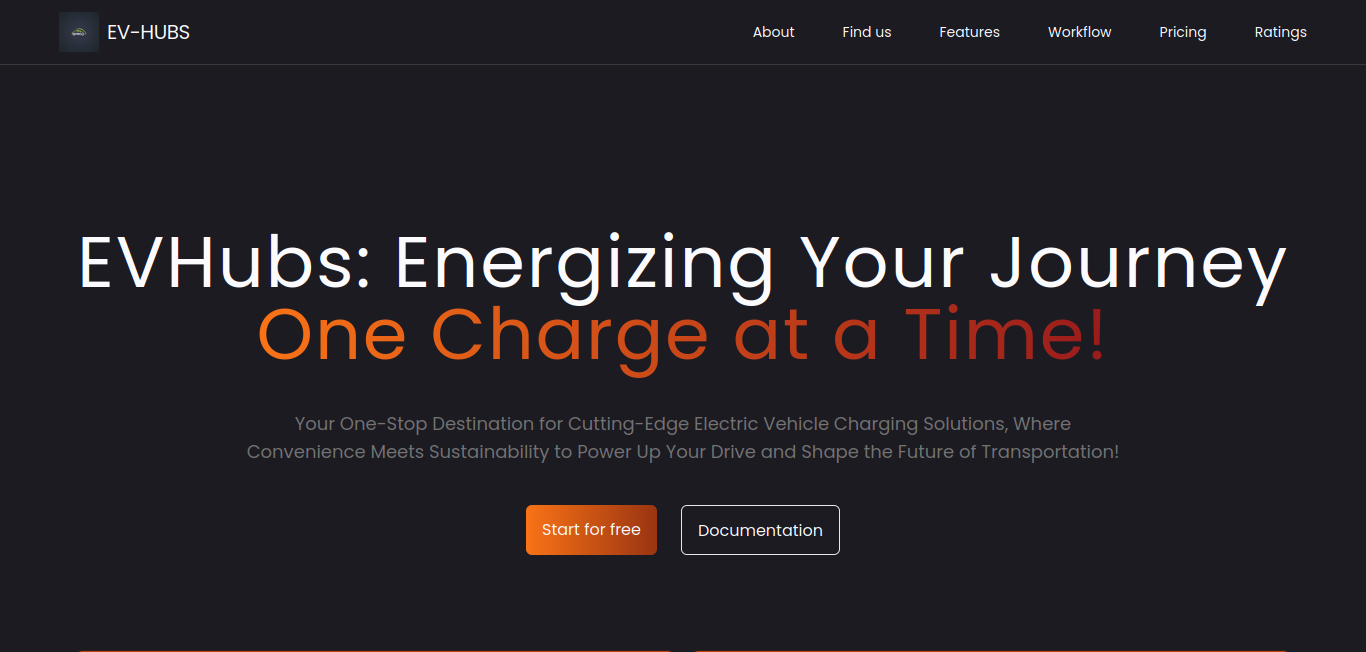 EV-HUBS
About
Find us
Features
Workflow
Pricing
Ratings
EVHubs: Energizing Your Journey
One Charge at a Time!
Your One-Stop Destination for Cutting-Edge Electric Vehicle Charging Solutions, Where
Convenience Meets Sustainability to Power Up Your Drive and Shape the Future of Transportation!
Start for free
Documentation